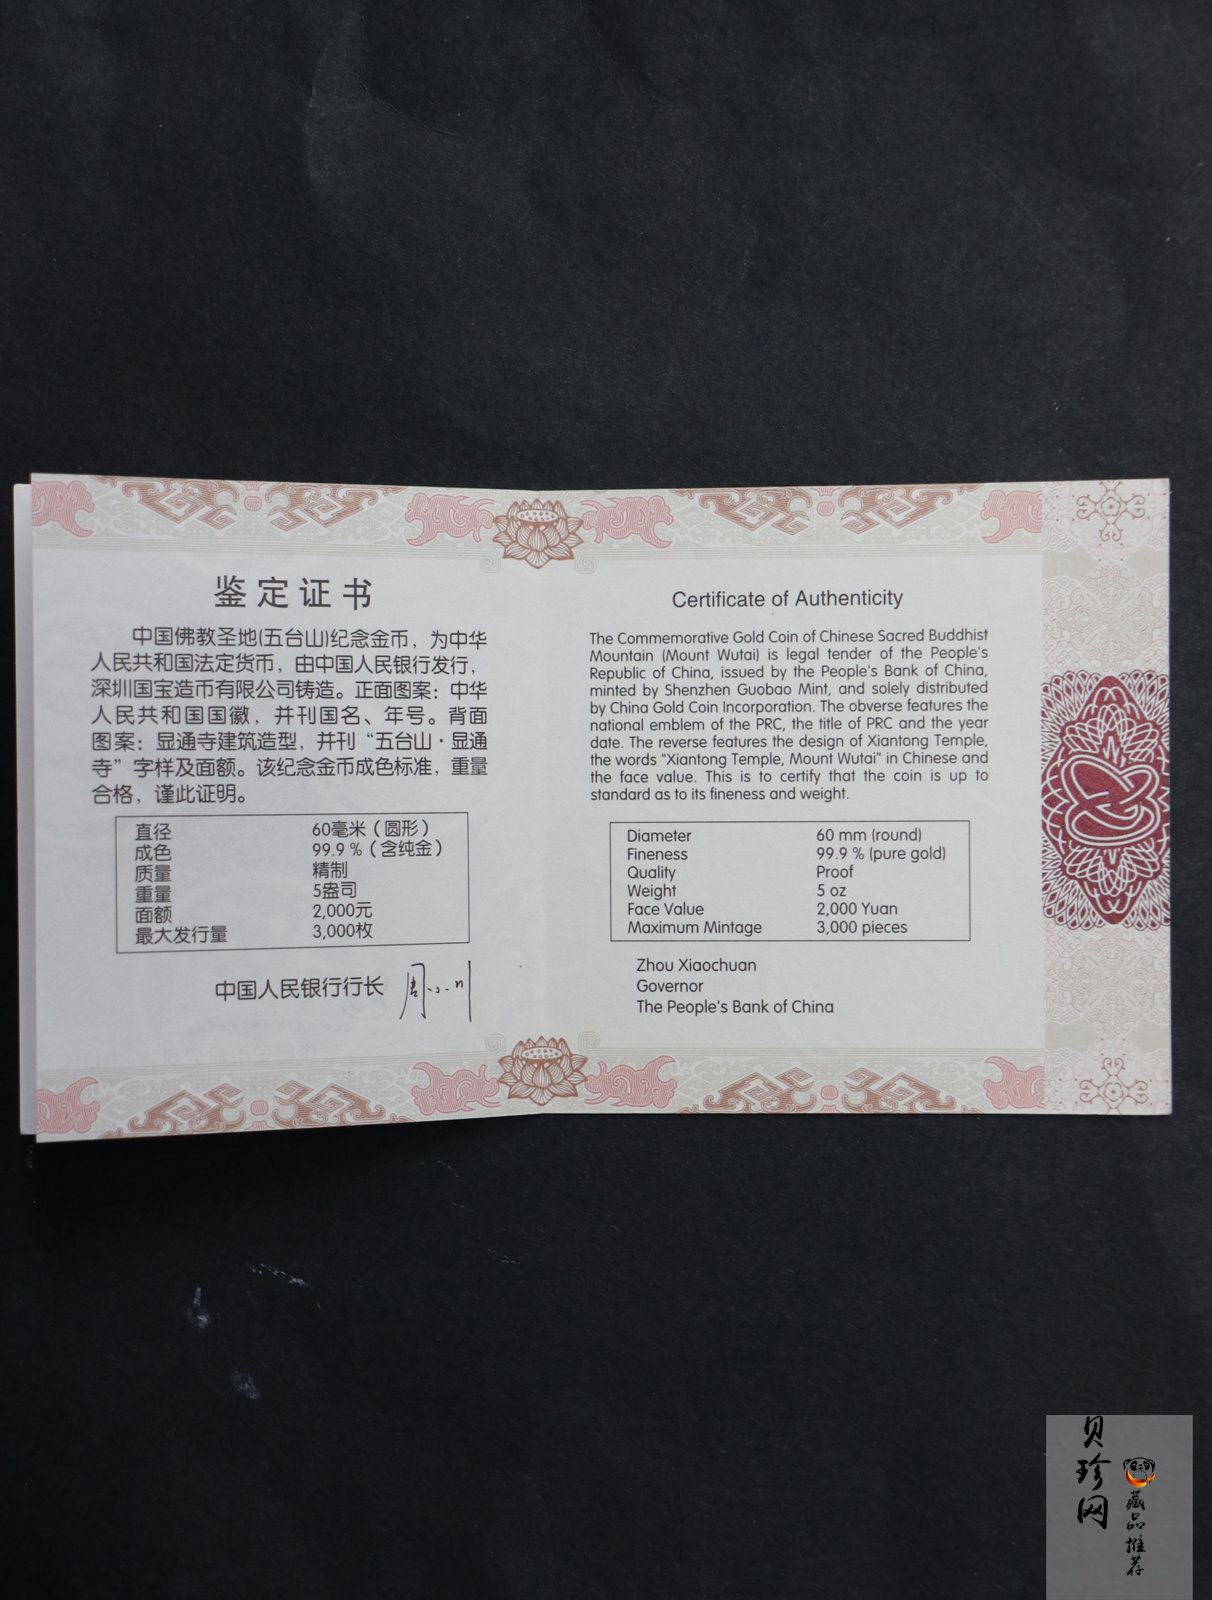 鉴定证书
中国佛教圣地(五台山)纪念金币，为中华
人民共和国法定货币，由中国人民银行发行，
深圳国宝造币有限公司铸造。正面图案：中华
人民共和国国徽，并刊国名、年号。背面
图案：显通寺建筑造型，并刊“五台山·显通
寺”字样及面额。该纪念金币成色标准，重量
合格，谨此证明。
直径 60毫米（圆形）
成色 99.9％（含纯金）
质量 精制
重量 5盎司
面额 2,000元
最大发行量 3,000枚
中国人民银行行长 周小川
Certificate of Authenticity
The Commemorative Gold Coin of Chinese Sacred Buddhist
Mountain (Mount Wutai) is legal tender of the People's
Republic of China, issued by the People's Bank of China,
minted by Shenzhen Guobao Mint, and solely distributed
by China Gold Coin Incorporation. The obverse features the
national emblem of the PRC, the title of PRC and the year
date. The reverse features the design of Xiantong Temple,
the words "Xiantong Temple, Mount Wutai" in Chinese and
the face value. This is to certify that the coin is up to
standard as to its fineness and weight.
Diameter 60 mm (round)
Fineness 99.9 % (pure gold)
Quality Proof
Weight 5 oz
Face Value 2,000 Yuan
Maximum Mintage 3,000 pieces
Zhou Xiaochuan
Governor
The People's Bank of China
贝珍网
藏品推荐